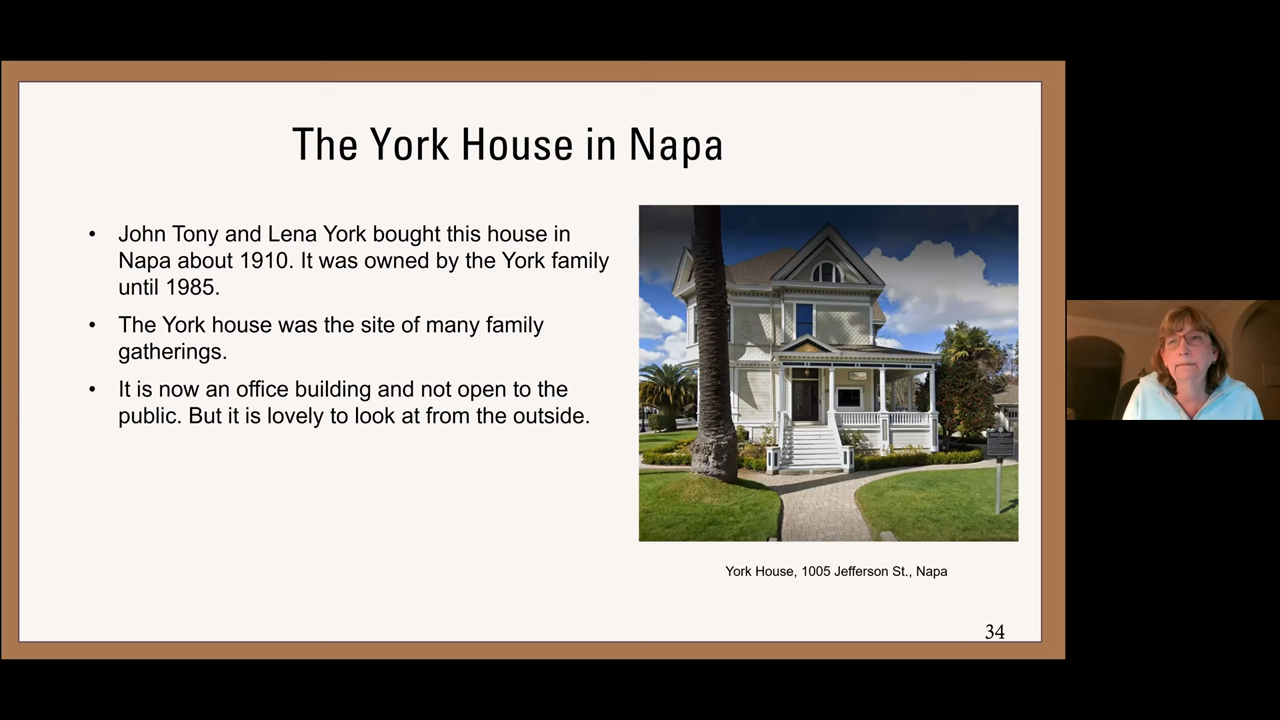 The York House in Napa
• John Tony and Lena York bought this house in
Napa about 1910. It was owned by the York family
until 1985.
• The York house was the site of many family
gatherings.
• It is now an office building and not open to the
public. But it is lovely to look at from the outside.
York House, 1005 Jefferson St., Napa
34